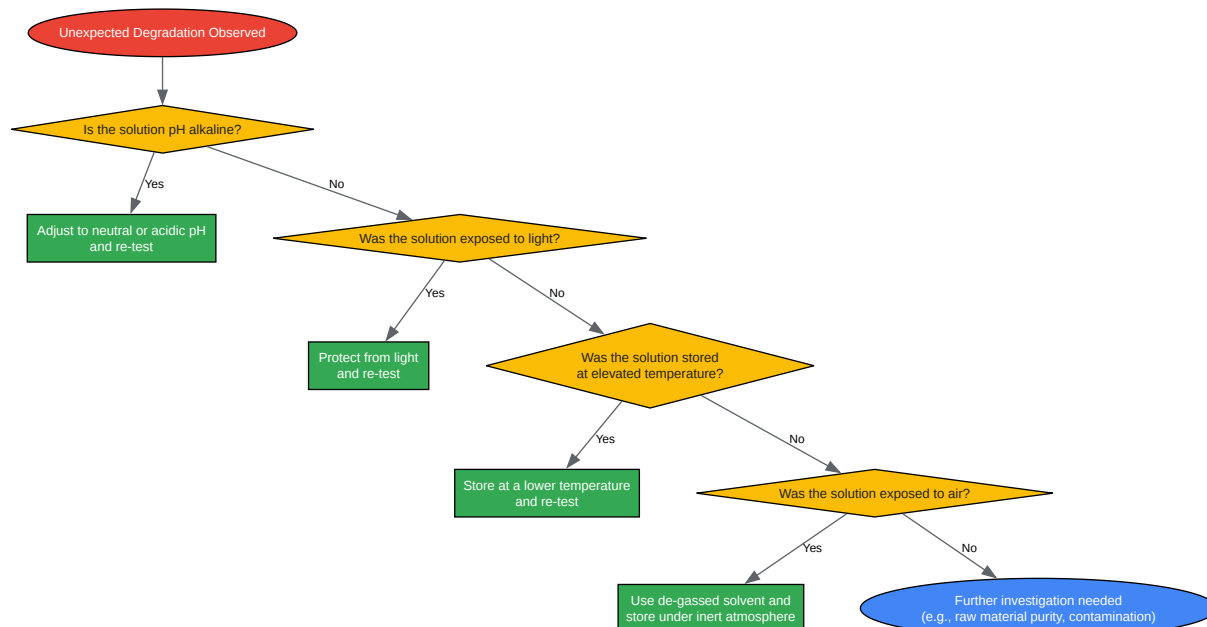 Unexpected Degradation Observed
Is the solution pH alkaline?
Yes
No
Adjust to neutral or acidic pH
and re-test
Was the solution exposed to light?
Yes
No
Protect from light
and re-test
Was the solution stored
at elevated temperature?
Yes
No
Store at a lower temperature
and re-test
Was the solution exposed to air?
Yes
No
Use de-gassed solvent and
store under inert atmosphere
Further investigation needed
(e.g., raw material purity, contamination)